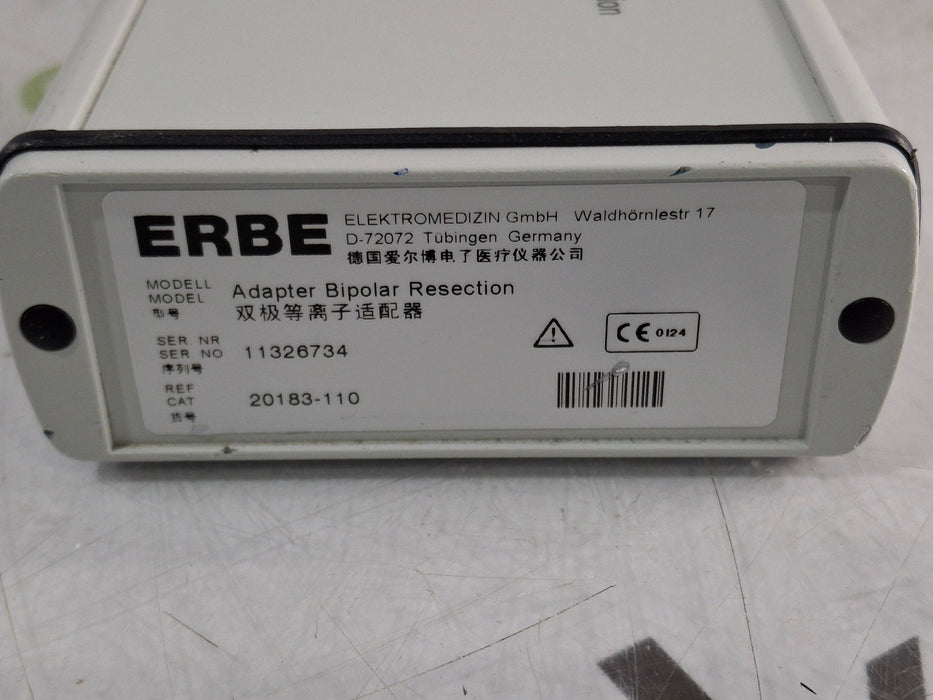 ERBE
ELEKTROMEDIZIN GmbH Waldhörnlestr 17
D-72072 Tübingen Germany
德国爱尔博电了医疗仪器公司
MODELL
MODEL
型号
Adapter Bipolar Resection
双极等离子适配器
SER NR
SER NO
序列号
11326734
REF
CAT
货号
20183-110
CE 0124